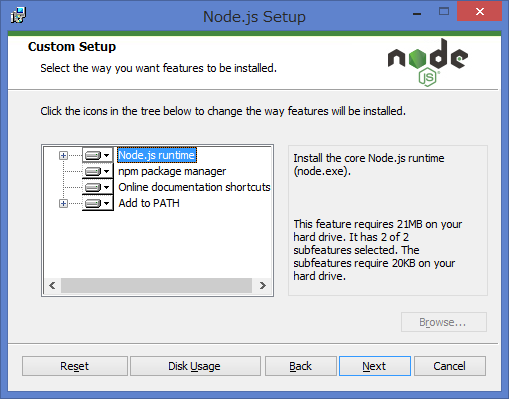 Node.js Setup
Custom Setup
Select the way you want features to be installed.
node
JS
Click the icons in the tree below to change the way features will be installed.
Node.js runtime
npm package manager
Online documentation shortcuts
Add to PATH
Install the core Node.js runtime
(node.exe).
This feature requires 21MB on your
hard drive. It has 2 of 2
subfeatures selected. The
subfeatures require 20KB on your
hard drive.
Browse...
Reset
Disk Usage
Back
Next
Cancel